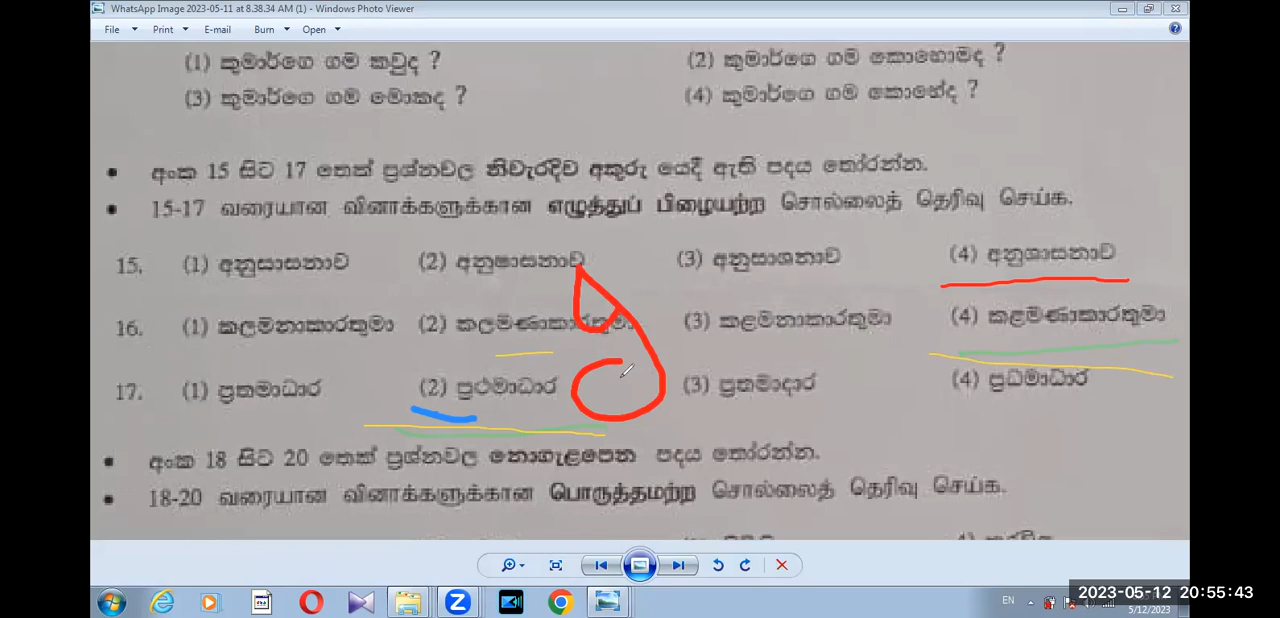 WhatsApp Image 2023-05-11 at 8.38.34 AM (1) - Windows Photo Viewer
File Print E-mail Burn Open
(1) කුමාර්ගෙ ගම කවුද ? (2) කුමාර්ගෙ ගම කොහොමද ?
(3) කුමාර්ගෙ ගම මොකද ? (4) කුමාර්ගෙ ගම කොහේද ?
• අංක 15 සිට 17 තෙක් ප්‍රශ්නවල නිවැරදිව අකුරු යෙදී ඇති පදය තෝරන්න.
• 15-17 வரையான வினாக்களுக்கான எழுத்துப் பிழையற்ற சொல்லைத் தெரிவு செய்க.
15. (1) අනුසාසනාව (2) අනුෂාසනාව (3) අනුසාශනාව (4) අනුශාසනාව
16. (1) කලමනාකාරතුමා (2) කලමණාකාරතුමා (3) කළමනාකාරතුමා (4) කළමණාකාරතුමා
17. (1) ප්‍රතමාධාර (2) ප්‍රථමාධාර (3) ප්‍රතමාදාර (4) ප්‍රධමාධාර
• අංක 18 සිට 20 තෙක් ප්‍රශ්නවල නොගැළපෙන පදය තෝරන්න.
• 18-20 வரையான வினாக்களுக்கான பொருத்தமற்ற சொல்லைத் தெரிவு செய்க.
EN
2023-05-12 20:55:43
5/12/2023